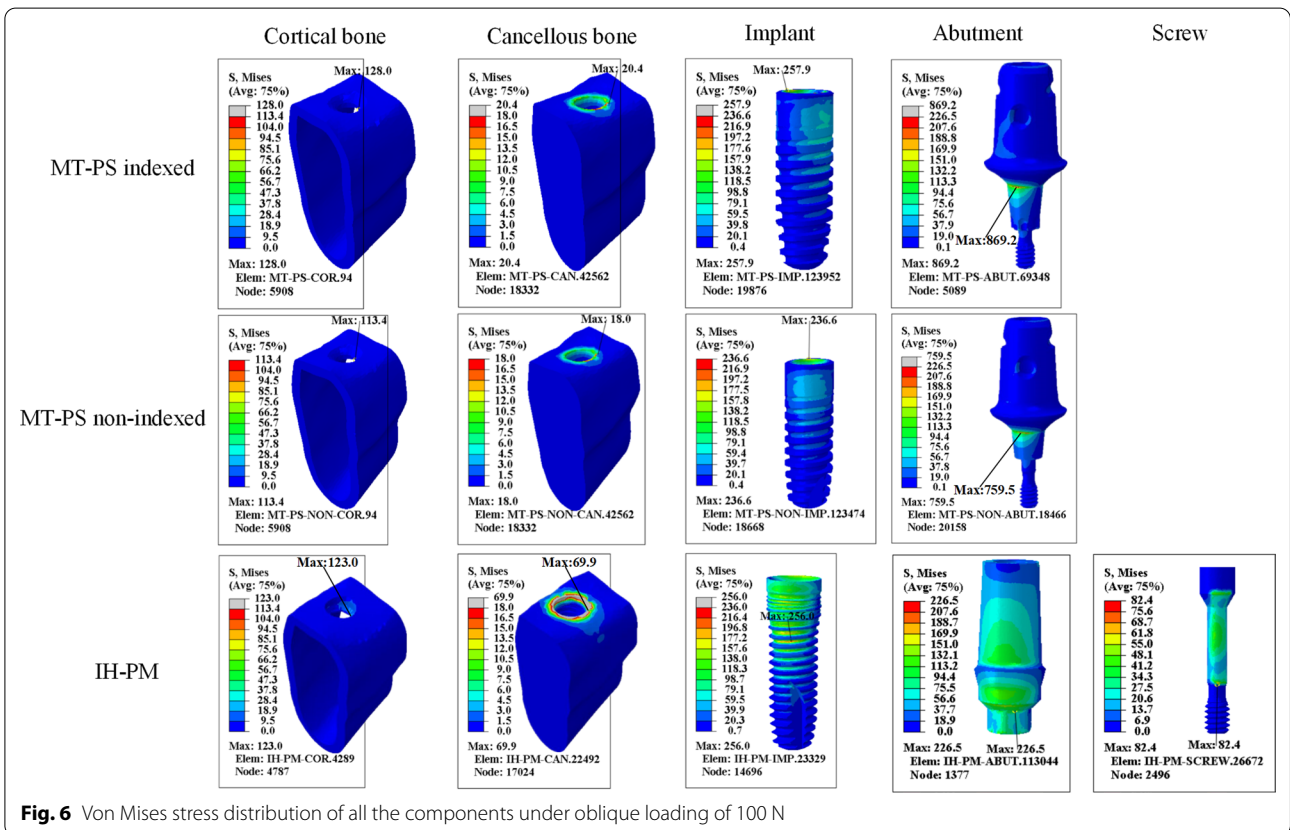 Cortical bone
Cancellous bone
Implant
Abutment
Screw
MT-PS indexed
Max: 128.0
S, Mises
(Avg: 75%)
128.0
113.4
104.0
94.5
85.1
75.6
66.2
56.7
47.3
37.8
28.4
18.9
9.5
0.0
Max: 128.0
Elem: MT-PS-COR.94
Node: 5908
Max: 20.4
S, Mises
(Avg: 75%)
20.4
18.0
16.5
15.0
13.5
12.0
10.5
9.0
7.5
6.0
4.5
3.0
1.5
0.0
Max: 20.4
Elem: MT-PS-CAN.42562
Node: 18332
Max: 257.9
S, Mises
(Avg: 75%)
257.9
236.6
216.9
197.2
177.6
157.9
138.2
118.5
98.8
79.1
59.5
39.8
20.1
0.4
Max: 257.9
Elem: MT-PS-IMP.123952
Node: 19876
S, Mises
(Avg: 75%)
869.2
226.5
207.6
188.8
169.9
151.0
132.2
113.3
94.4
75.6
56.7
37.9
19.0
0.1
Max:869.2
Max: 869.2
Elem: MT-PS-ABUT.69348
Node: 5089
MT-PS non-indexed
Max: 113.4
S, Mises
(Avg: 75%)
113.4
104.0
94.5
85.1
75.6
66.2
56.7
47.3
37.8
28.4
18.9
9.5
0.0
Max: 113.4
Elem: MT-PS-NON-COR.94
Node: 5908
Max: 18.0
S, Mises
(Avg: 75%)
18.0
16.5
15.0
13.5
12.0
10.5
9.0
7.5
6.0
4.5
3.0
1.5
0.0
Max: 18.0
Elem: MT-PS-NON-CAN.42562
Node: 18332
Max: 236.6
S, Mises
(Avg: 75%)
236.6
216.9
197.2
177.5
157.8
138.2
118.5
98.8
79.1
59.4
39.7
20.1
0.4
Max: 236.6
Elem: MT-PS-NON-IMP.123474
Node: 18668
S, Mises
(Avg: 75%)
759.5
226.5
207.6
188.8
169.9
151.0
132.2
113.3
94.4
75.6
56.7
37.8
19.0
0.1
Max:759.5
Max: 759.5
Elem: MT-PS-NON-ABUT.18466
Node: 20158
IH-PM
Max:123.0
S, Mises
(Avg: 75%)
123.0
113.4
104.0
94.5
85.1
75.6
66.2
56.7
47.3
37.8
28.4
18.9
9.5
0.0
Max: 123.0
Elem: IH-PM-COR.4289
Node: 4787
Max:69.9
S, Mises
(Avg: 75%)
69.9
18.0
16.5
15.0
13.5
12.0
10.5
9.0
7.5
6.0
4.5
3.0
1.5
0.0
Max: 69.9
Elem: IH-PM-CAN.22492
Node: 17024
S, Mises
(Avg: 75%)
256.0
236.0
216.4
196.8
177.2
157.6
138.0
118.3
98.7
79.1
59.5
39.9
20.3
0.7
Max: 256.0
Max: 256.0
Elem: IH-PM-IMP.23329
Node: 14696
S, Mises
(Avg: 75%)
226.5
207.6
188.7
169.9
151.0
132.1
113.2
94.4
75.5
56.6
37.7
18.9
0.0
Max: 226.5
Max: 226.5
Elem: IH-PM-ABUT.113044
Node: 1377
S, Mises
(Avg: 75%)
82.4
75.6
68.7
61.8
55.0
48.1
41.2
34.3
27.5
20.6
13.7
6.9
0.0
Max: 82.4
Max: 82.4
Elem: IH-PM-SCREW.26672
Node: 2496
Fig. 6 Von Mises stress distribution of all the components under oblique loading of 100 N